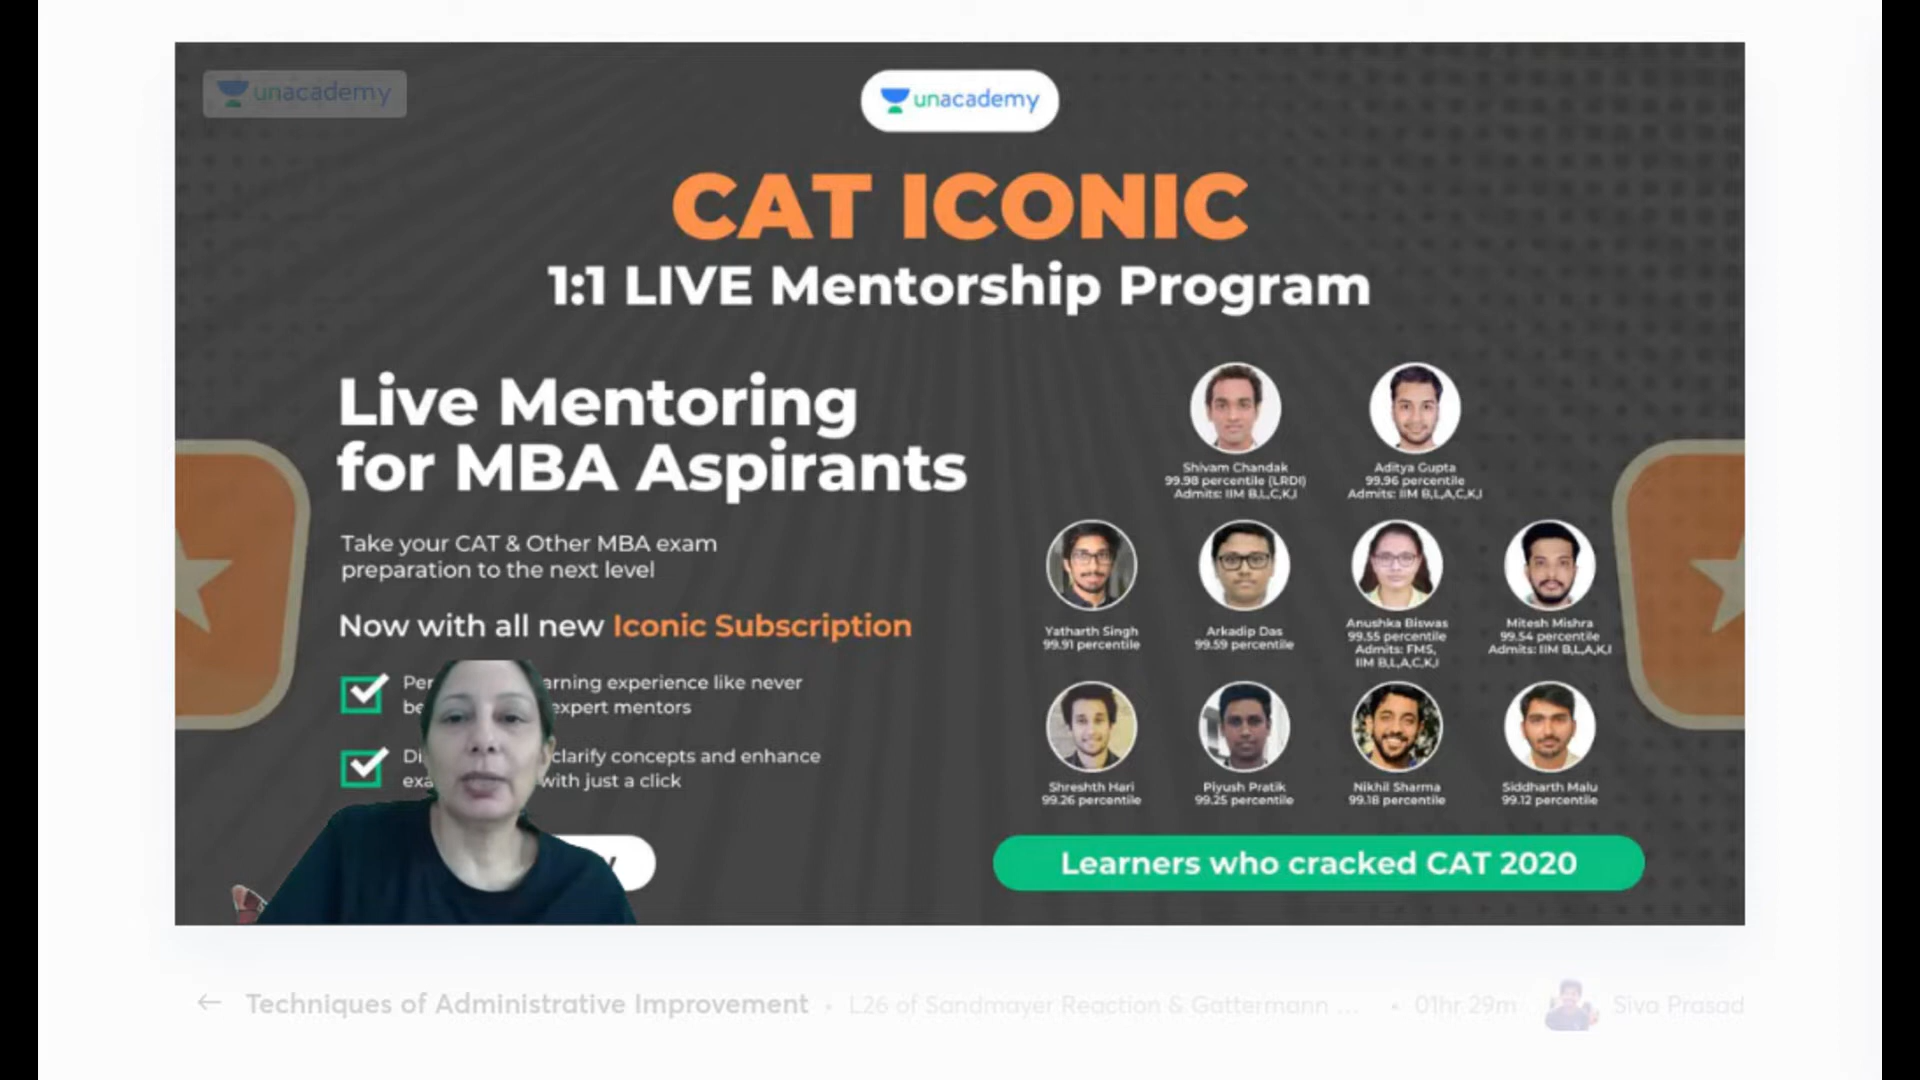 unacademy
unacademy
CAT ICONIC
1:1 LIVE Mentorship Program
Live Mentoring
for MBA Aspirants
Take your CAT & Other MBA exam
preparation to the next level
Now with all new Iconic Subscription
arning experience like never
expert mentors
clarify concepts and enhance
with just a click
Shivam Chandak
99.98 percentile (LRDI)
Admits: IIM B,L,C,K,I
Aditya Gupta
99.96 percentile
Admits: IIM B,L,A,C,K,I
Yatharth Singh
99.91 percentile
Arkadip Das
99.59 percentile
Anushka Biswas
99.55 percentile
Admits: FMS,
IIM B,L,A,C,K,I
Mitesh Mishra
99.54 percentile
Admits: IIM B,L,A,K,I
Shreshth Hari
99.26 percentile
Piyush Pratik
99.25 percentile
Nikhil Sharma
99.18 percentile
Siddharth Malu
99.12 percentile
Learners who cracked CAT 2020
← Techniques of Administrative Improvement • L26 of Sandmayer Reaction & Gattermann ... • 01hr 29m Siva Prasad